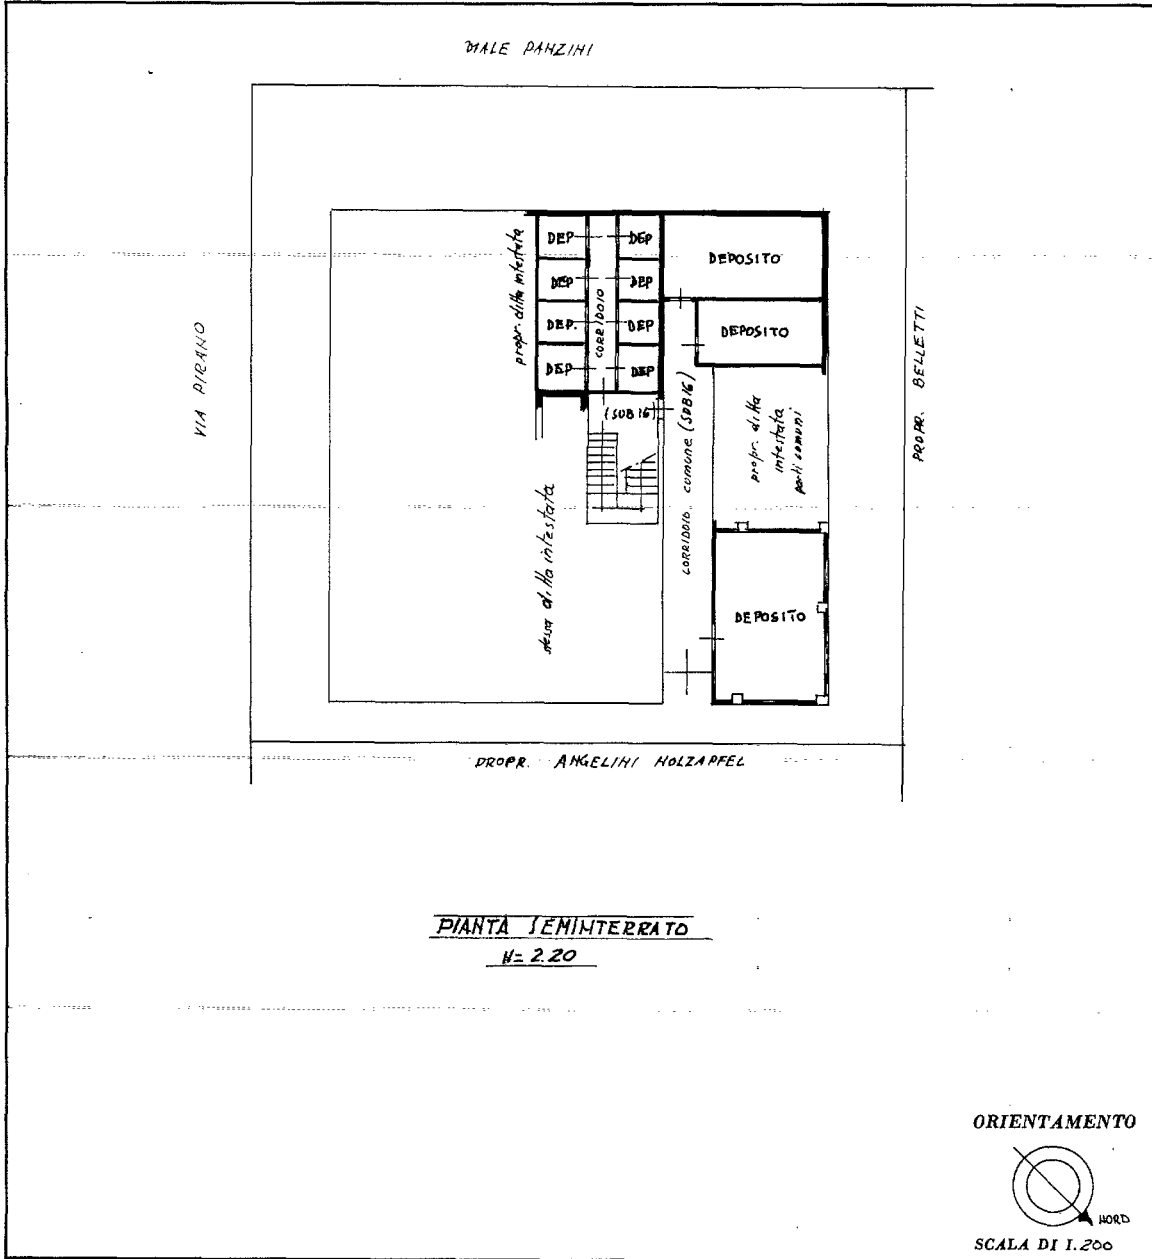 VIALE PANZINI
VIA PIRANO
propr. ditta intestata
DEP
DEP
DEP
DEP
DEP.
DEP
DEP
DEP
CORRIDOIO
DEPOSITO
DEPOSITO
(SUB 16)
CORRIDOIO comune (SUB 16)
propr. ditta
intestata
parti comuni
PROPR. BELLETTI
stessa ditta intestata
DEPOSITO
PROPR. ANGELINI HOLZAPFEL
PIANTA SEMINTERRATO
H= 2.20
ORIENTAMENTO
NORD
SCALA DI 1.200